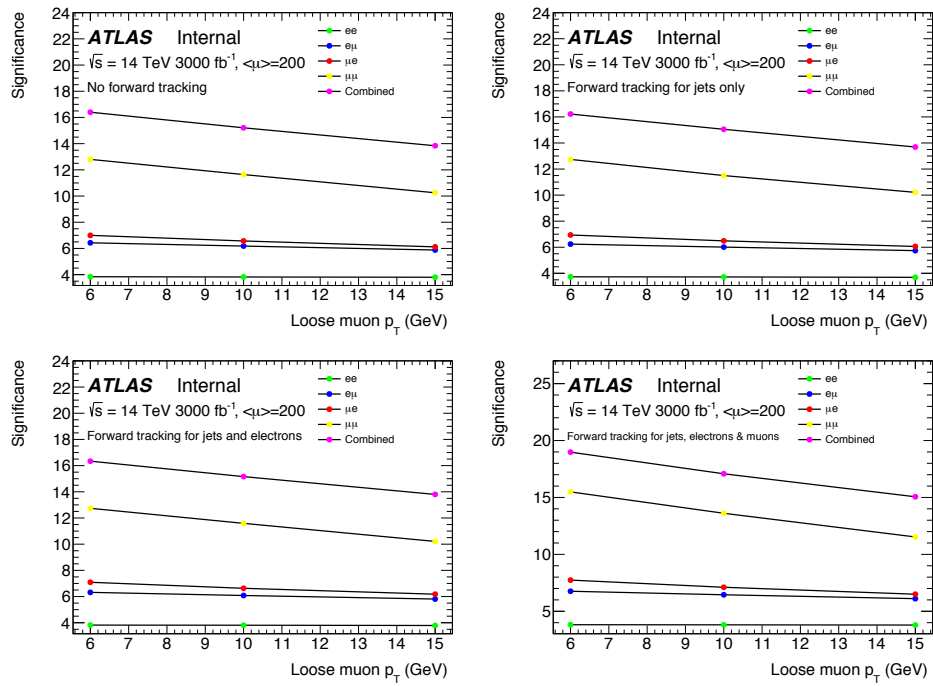 Significance
24
22
20
18
16
14
12
10
8
6
4
ATLAS Internal
√s = 14 TeV 3000 fb⁻¹, <μ>=200
No forward tracking
ee
eμ
μe
μμ
Combined
6 7 8 9 10 11 12 13 14 15
Loose muon p_T (GeV)
Significance
24
22
20
18
16
14
12
10
8
6
4
ATLAS Internal
√s = 14 TeV 3000 fb⁻¹, <μ>=200
Forward tracking for jets only
ee
eμ
μe
μμ
Combined
6 7 8 9 10 11 12 13 14 15
Loose muon p_T (GeV)
Significance
24
22
20
18
16
14
12
10
8
6
4
ATLAS Internal
√s = 14 TeV 3000 fb⁻¹, <μ>=200
Forward tracking for jets and electrons
ee
eμ
μe
μμ
Combined
6 7 8 9 10 11 12 13 14 15
Loose muon p_T (GeV)
Significance
25
20
15
10
5
ATLAS Internal
√s = 14 TeV 3000 fb⁻¹, <μ>=200
Forward tracking for jets, electrons & muons
ee
eμ
μe
μμ
Combined
6 7 8 9 10 11 12 13 14 15
Loose muon p_T (GeV)